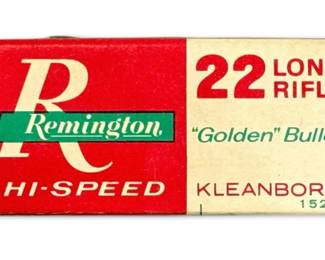 R
Remington
HI-SPEED
22 LON
RIFL
"Golden" Bulle
KLEANBOR
152